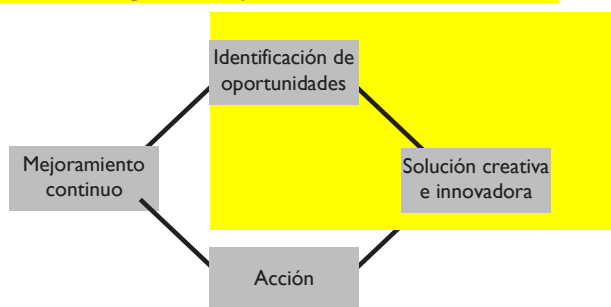 Identificación de
oportunidades
Mejoramiento
continuo
Solución creativa
e innovadora
Acción